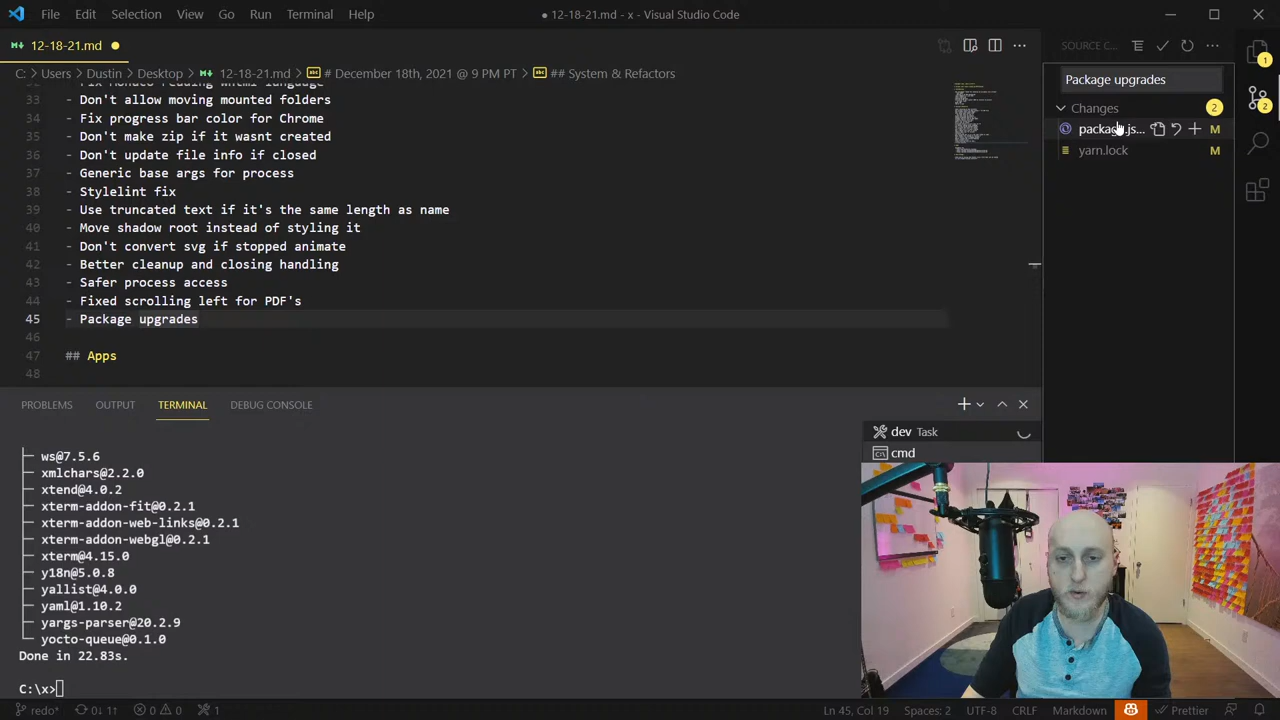 File Edit Selection View Go Run Terminal Help
● 12-18-21.md - x - Visual Studio Code
12-18-21.md ●
SOURCE C...
C: > Users > Dustin > Desktop > 12-18-21.md > # December 18th, 2021 @ 9 PM PT > ## System & Refactors
Package upgrades
Changes 2
package.js... M
yarn.lock M
1
2
33 - Don't allow moving mounted folders
34 - Fix progress bar color for Chrome
35 - Don't make zip if it wasnt created
36 - Don't update file info if closed
37 - Generic base args for process
38 - Stylelint fix
39 - Use truncated text if it's the same length as name
40 - Move shadow root instead of styling it
41 - Don't convert svg if stopped animate
42 - Better cleanup and closing handling
43 - Safer process access
44 - Fixed scrolling left for PDF's
45 - Package upgrades
46
47 ## Apps
48
PROBLEMS OUTPUT TERMINAL DEBUG CONSOLE
dev Task
cmd
ws@7.5.6
xmlchars@2.2.0
xtend@4.0.2
xterm-addon-fit@0.2.1
xterm-addon-web-links@0.2.1
xterm-addon-webgl@0.2.1
xterm@4.15.0
y18n@5.0.8
yallist@4.0.0
yaml@1.10.2
yargs-parser@20.2.9
yocto-queue@0.1.0
Done in 22.83s.
C:\x>
redo* 0↓ 1↑ 0 0 1 Ln 45, Col 19 Spaces: 2 UTF-8 CRLF Markdown Prettier